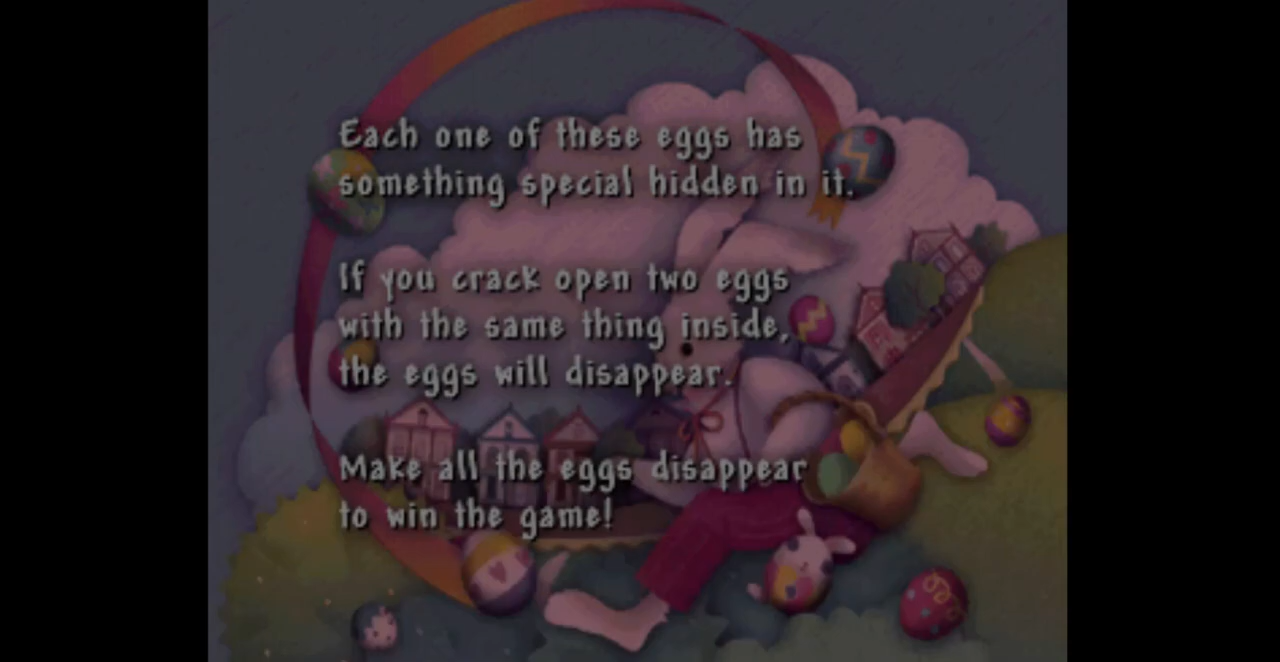 Each one of these eggs has
something special hidden in it.
If you crack open two eggs
with the same thing inside,
the eggs will disappear.
Make all the eggs disappear
to win the game!